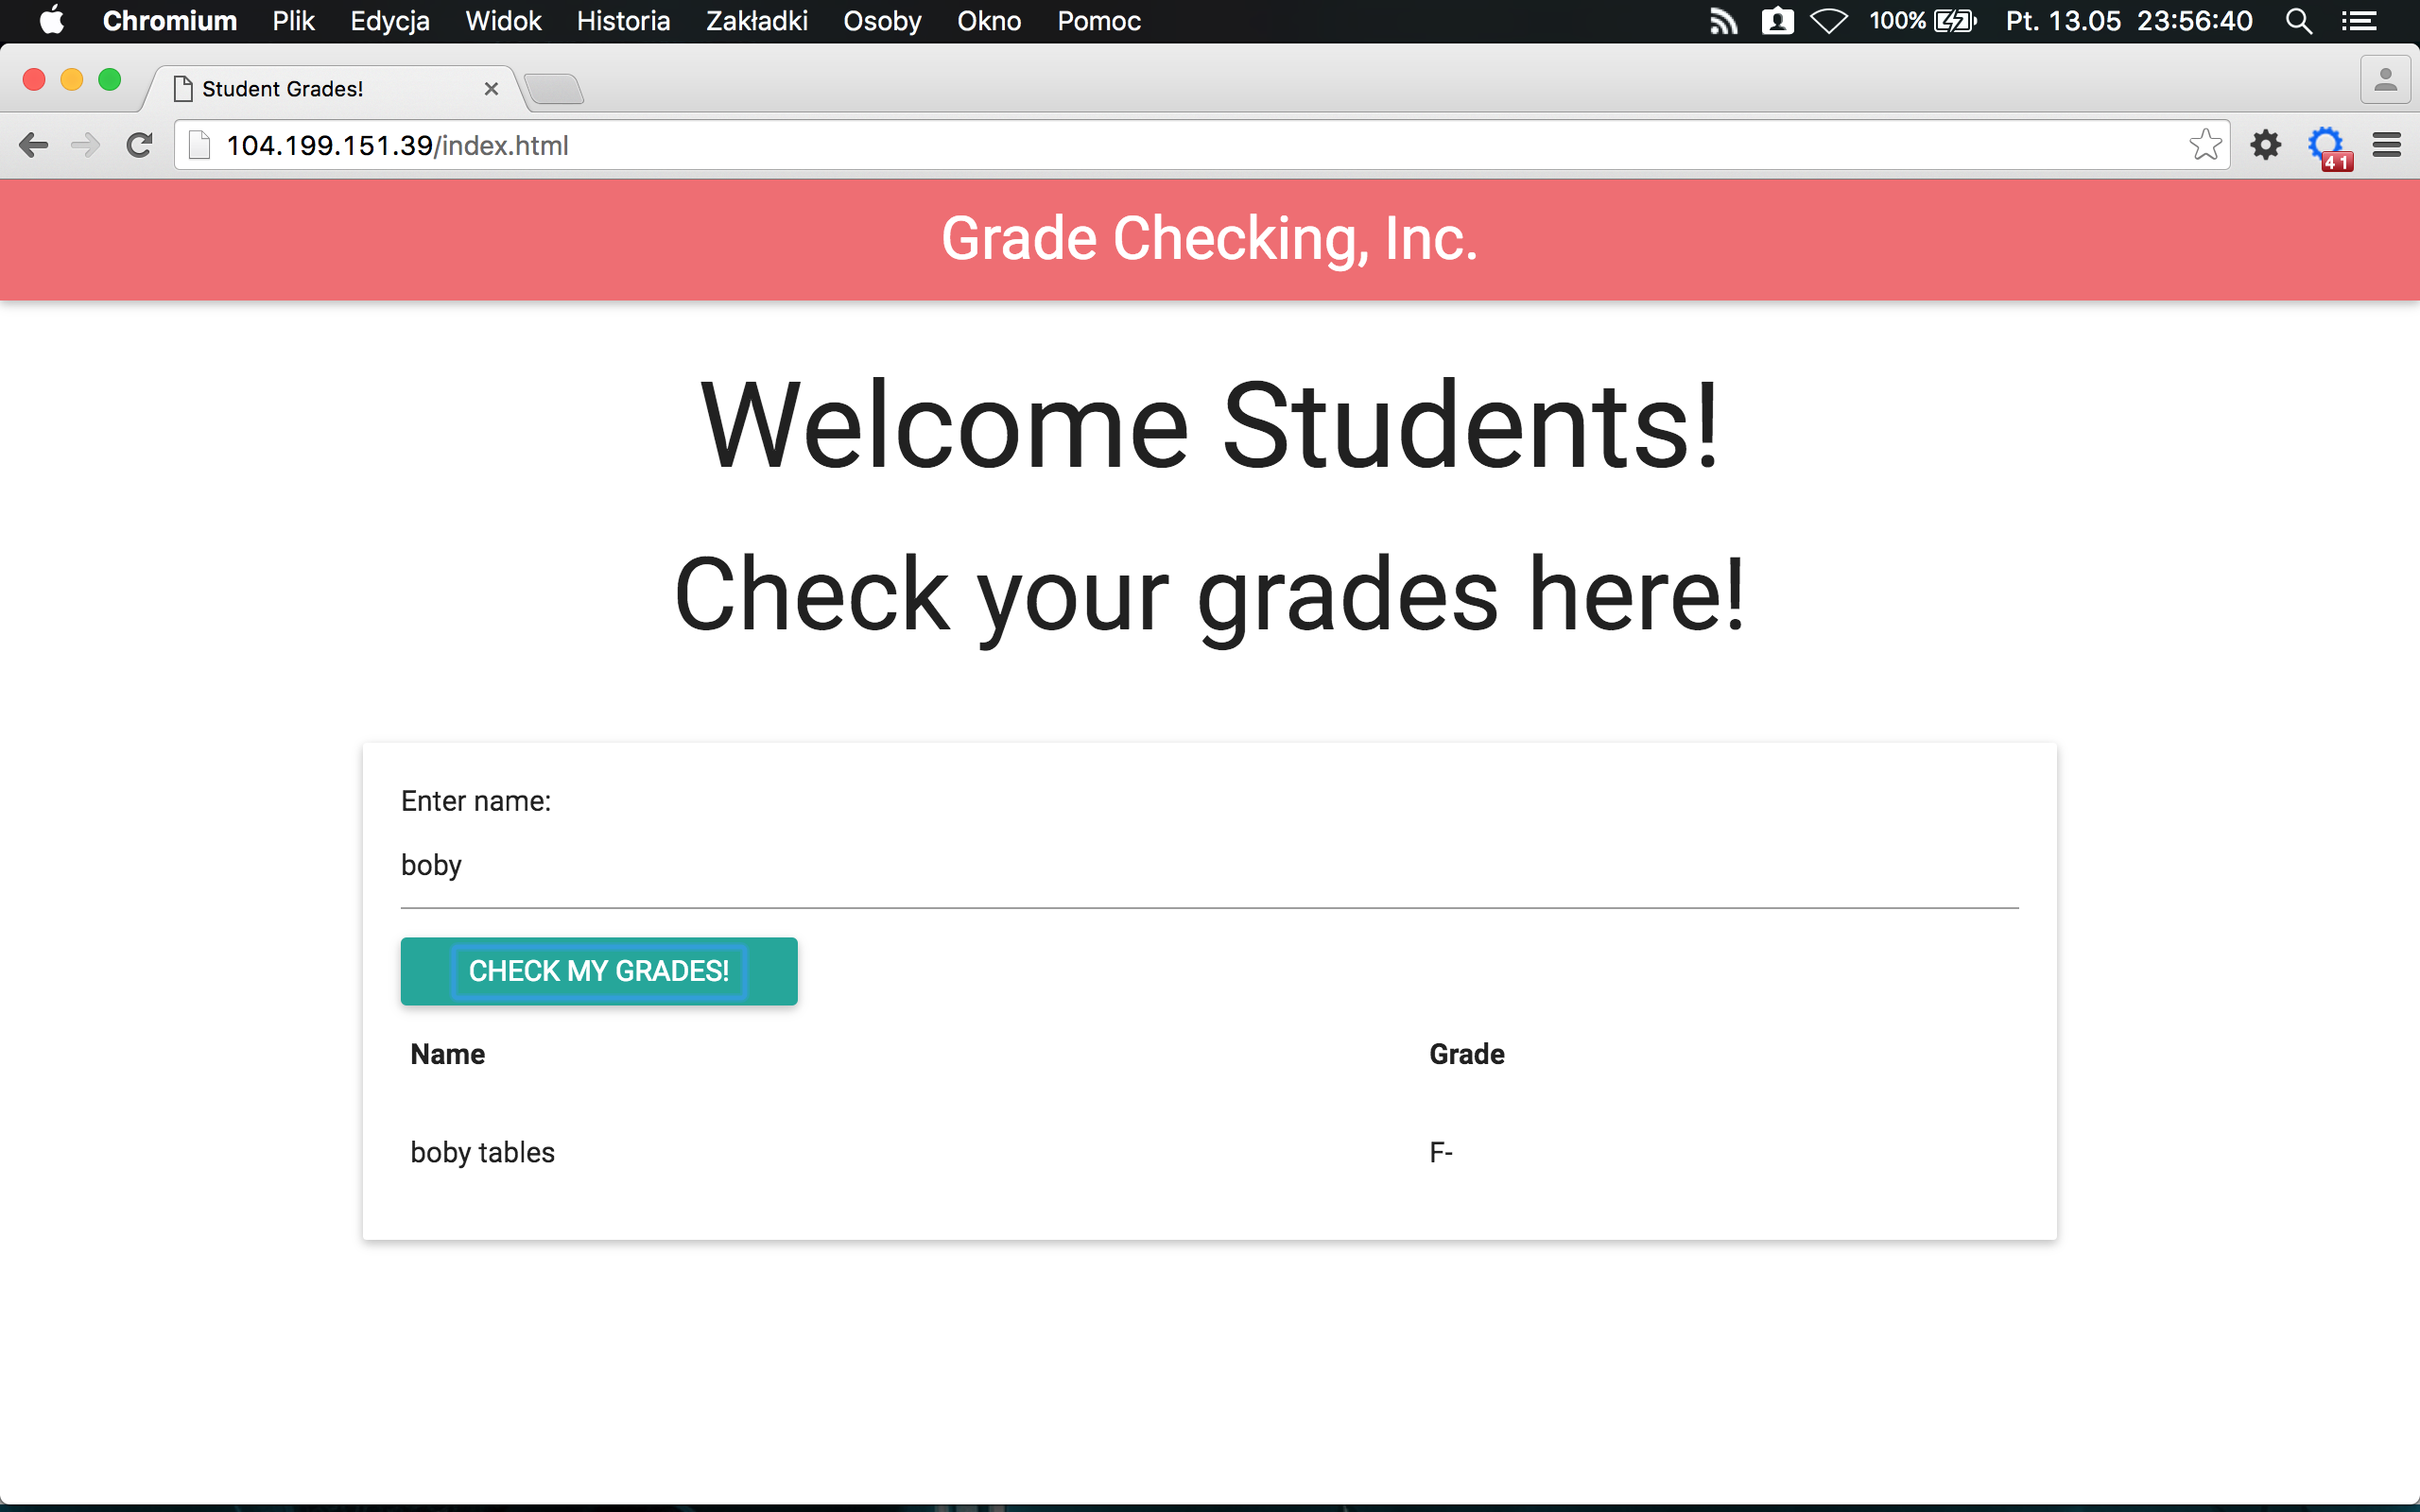 Chromium Plik Edycja Widok Historia Zakładki Osoby Okno Pomoc 100% Pt. 13.05 23:56:40
Student Grades!
104.199.151.39/index.html
41
Grade Checking, Inc.
Welcome Students!
Check your grades here!
Enter name:
boby
CHECK MY GRADES!
Name Grade
boby tables F-